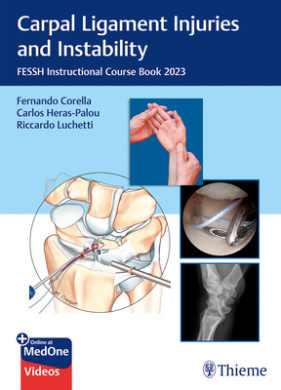 Carpal Ligament Injuries
and Instability
FESSH Instructional Course Book 2023
Fernando Corella
Carlos Heras-Palou
Riccardo Luchetti
+ Online at
MedOne
Videos
Thieme